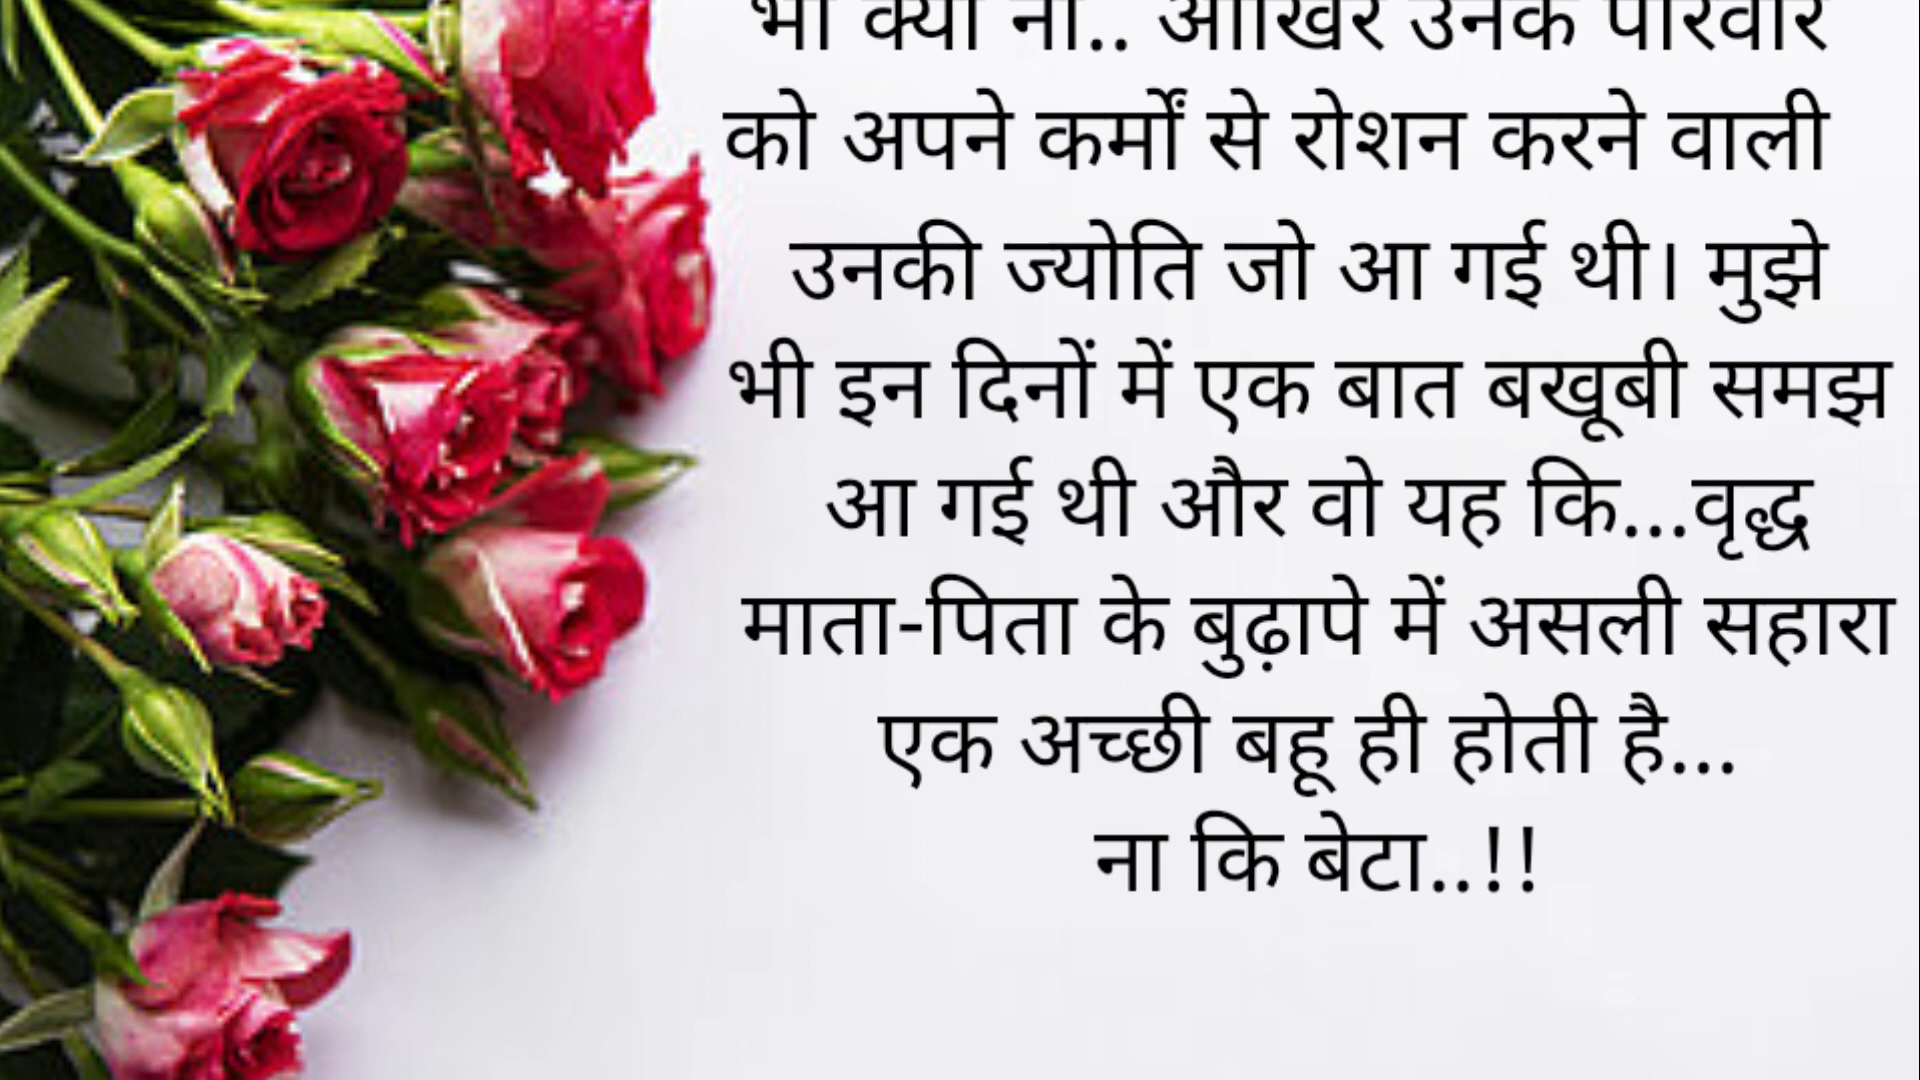 भी क्यों ना.. आखिर उनके परिवार
को अपने कर्मों से रोशन करने वाली
उनकी ज्योति जो आ गई थी। मुझे
भी इन दिनों में एक बात बखूबी समझ
आ गई थी और वो यह कि...वृद्ध
माता-पिता के बुढ़ापे में असली सहारा
एक अच्छी बहू ही होती है...
ना कि बेटा..!!